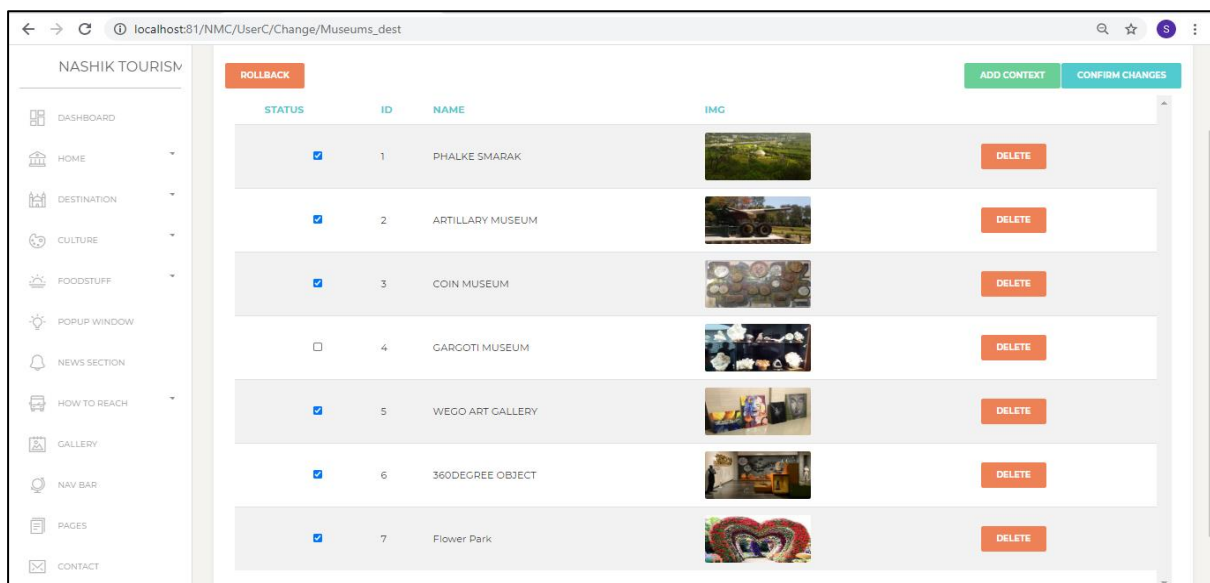 localhost:81/NMC/UserC/Change/Museums_dest
S
NASHIK TOURISM
DASHBOARD
HOME
DESTINATION
CULTURE
FOODSTUFF
POPUP WINDOW
NEWS SECTION
HOW TO REACH
GALLERY
NAV BAR
PAGES
CONTACT
ROLLBACK
ADD CONTEXT CONFIRM CHANGES
STATUS ID NAME IMG
1 PHALKE SMARAK DELETE
2 ARTILLARY MUSEUM DELETE
3 COIN MUSEUM DELETE
4 GARGOTI MUSEUM DELETE
5 WEGO ART GALLERY DELETE
6 360DEGREE OBJECT DELETE
7 Flower Park DELETE